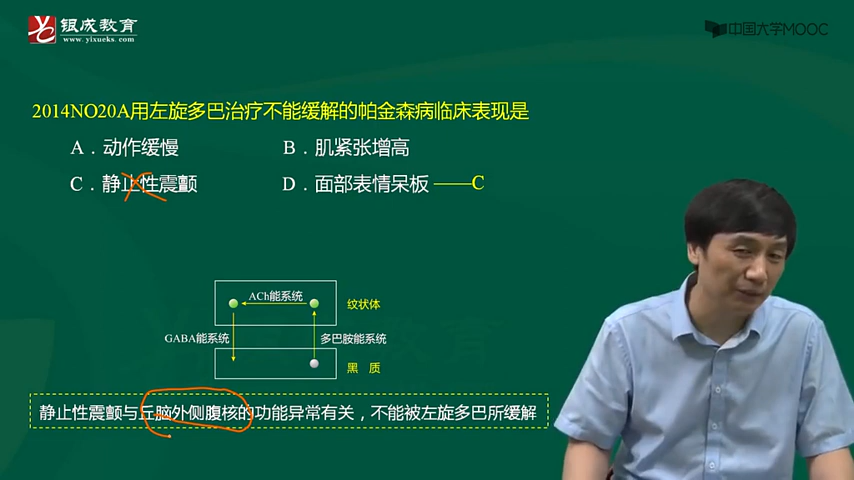 银成教育
www.yixueks.com
中国大学MOOC
2014NO20A用左旋多巴治疗不能缓解的帕金森病临床表现是
A．动作缓慢 B．肌紧张增高
C．静止性震颤 D．面部表情呆板 ——C
ACh能系统 纹状体
GABA能系统 多巴胺能系统
黑 质
静止性震颤与丘脑外侧腹核的功能异常有关，不能被左旋多巴所缓解